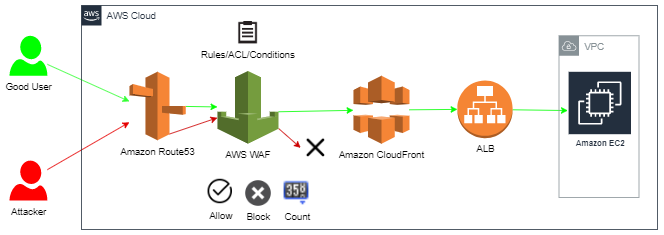 aws
AWS Cloud
Rules/ACL/Conditions
VPC
Good User
Amazon Route53
AWS WAF
Amazon CloudFront
ALB
Amazon EC2
Attacker
Allow
Block
Count